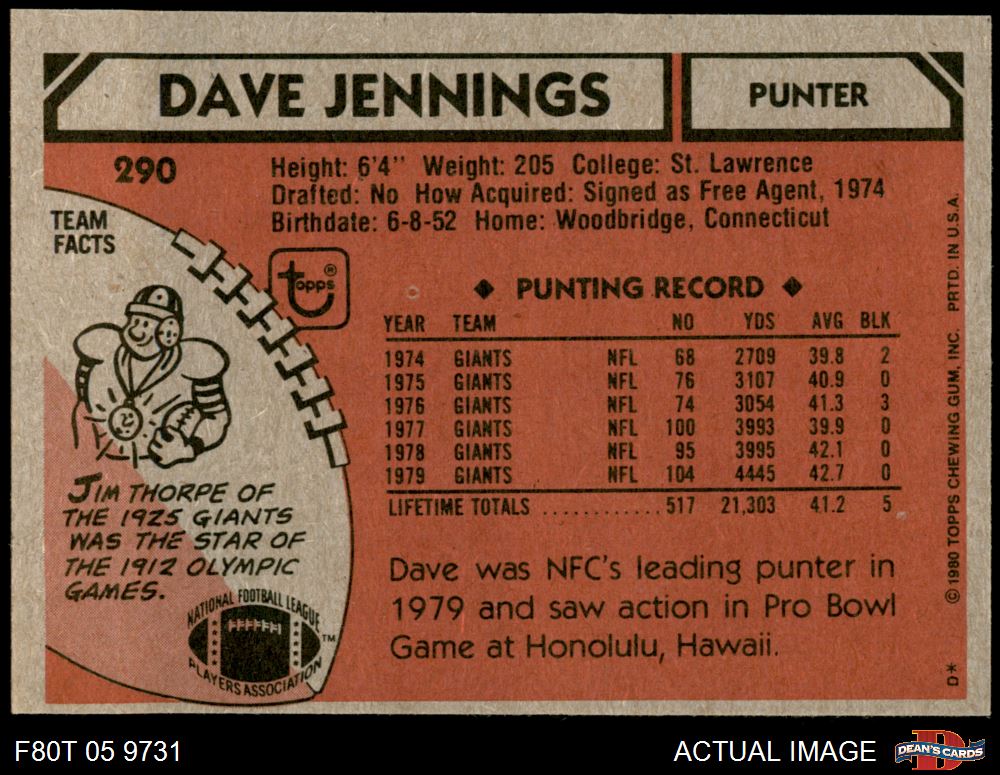 DAVE JENNINGS
PUNTER
290
Height: 6'4" Weight: 205 College: St. Lawrence
Drafted: No How Acquired: Signed as Free Agent, 1974
Birthdate: 6-8-52 Home: Woodbridge, Connecticut
TEAM
FACTS
topps®
◆ PUNTING RECORD ◆
YEAR TEAM NO YDS AVG BLK
1974 GIANTS NFL 68 2709 39.8 2
1975 GIANTS NFL 76 3107 40.9 0
1976 GIANTS NFL 74 3054 41.3 3
1977 GIANTS NFL 100 3993 39.9 0
1978 GIANTS NFL 95 3995 42.1 0
1979 GIANTS NFL 104 4445 42.7 0
LIFETIME TOTALS ............ 517 21,303 41.2 5
JIM THORPE OF
THE 1925 GIANTS
WAS THE STAR OF
THE 1912 OLYMPIC
GAMES.
NATIONAL FOOTBALL LEAGUE
PLAYERS ASSOCIATION
TM
Dave was NFC's leading punter in
1979 and saw action in Pro Bowl
Game at Honolulu, Hawaii.
© 1980 TOPPS CHEWING GUM, INC. PRTD. IN U.S.A.
D*
F80T 05 9731
ACTUAL IMAGE
DEAN'S CARDS